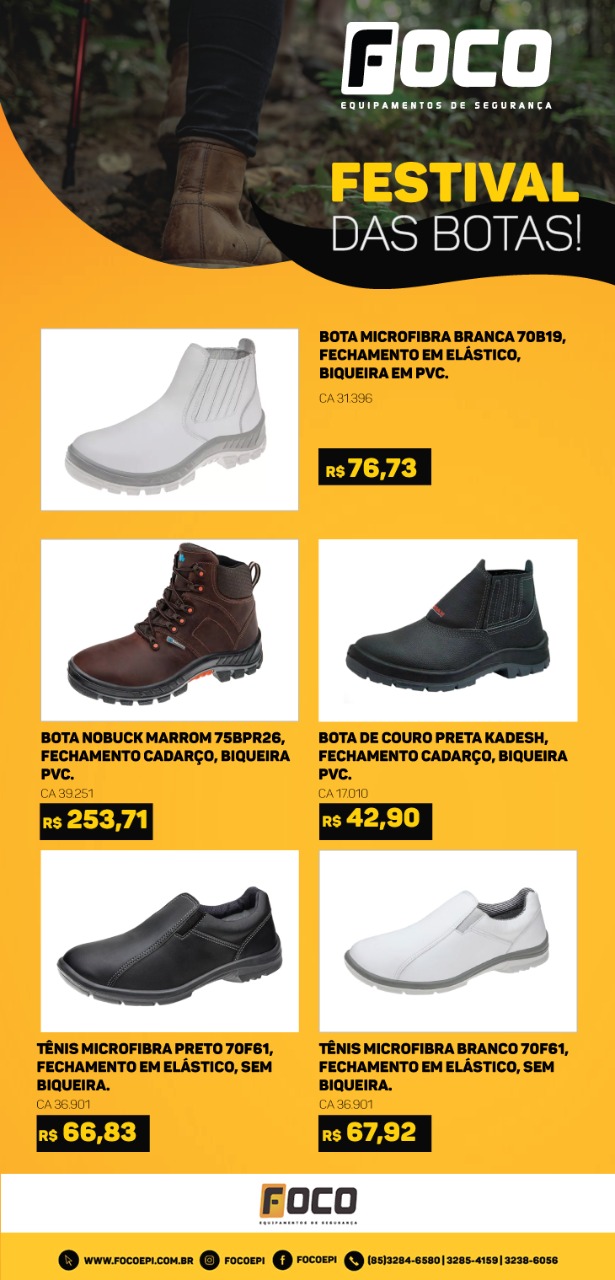 FOCO
EQUIPAMENTOS DE SEGURANÇA
FESTIVAL
DAS BOTAS!
BOTA MICROFIBRA BRANCA 70B19,
FECHAMENTO EM ELÁSTICO,
BIQUEIRA EM PVC.
CA 31.396
R$ 76,73
BOTA NOBUCK MARROM 75BPR26,
FECHAMENTO CADARÇO, BIQUEIRA
PVC.
CA 39.251
R$ 253,71
BOTA DE COURO PRETA KADESH,
FECHAMENTO CADARÇO, BIQUEIRA
PVC.
CA 17.010
R$ 42,90
TÊNIS MICROFIBRA PRETO 70F61,
FECHAMENTO EM ELÁSTICO, SEM
BIQUEIRA.
CA 36.901
R$ 66,83
TÊNIS MICROFIBRA BRANCO 70F61,
FECHAMENTO EM ELÁSTICO, SEM
BIQUEIRA.
CA 36.901
R$ 67,92
FOCO
EQUIPAMENTOS DE SEGURANÇA
WWW.FOCOEPI.COM.BR FOCOEPI FOCOEPI (85)3284-6580 | 3285-4159 | 3238-6056